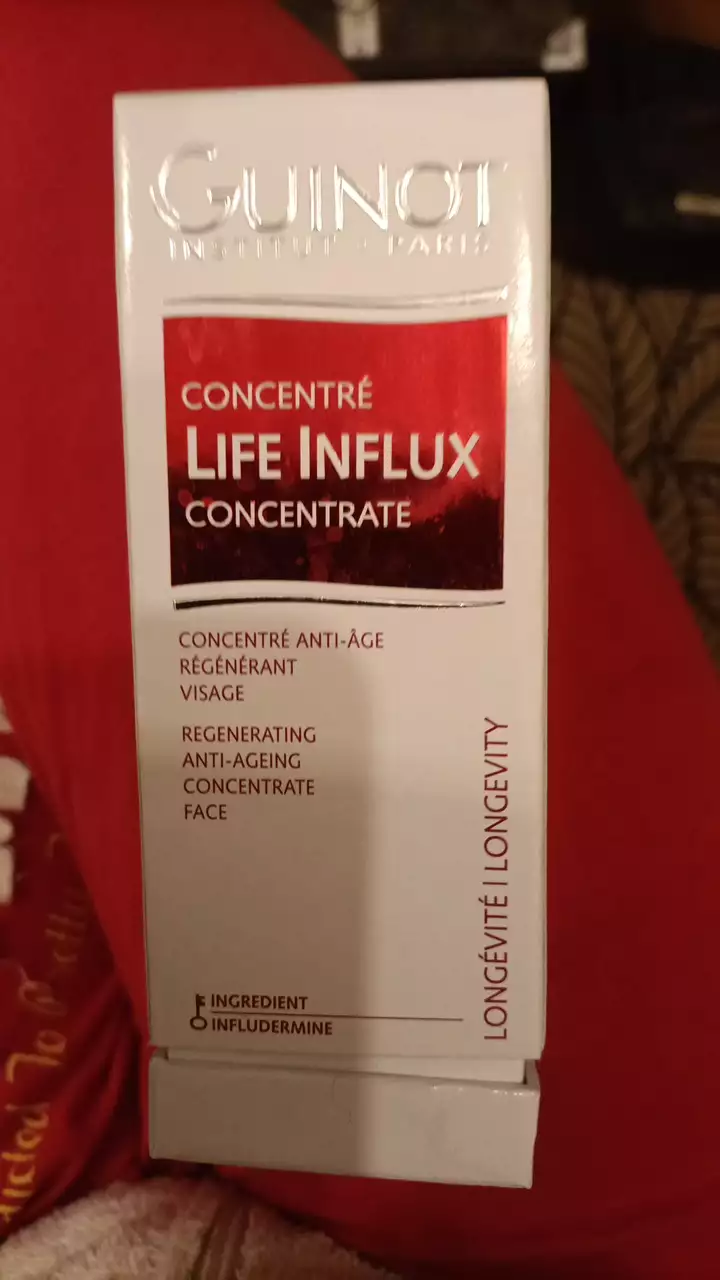 GUINOT
INSTITUT • PARIS
CONCENTRÉ
LIFE INFLUX
CONCENTRATE
CONCENTRÉ ANTI-ÂGE
RÉGÉNÉRANT
VISAGE
REGENERATING
ANTI-AGEING
CONCENTRATE
FACE
LONGÉVITÉ | LONGEVITY
INGREDIENT
INFLUDERMINE
To